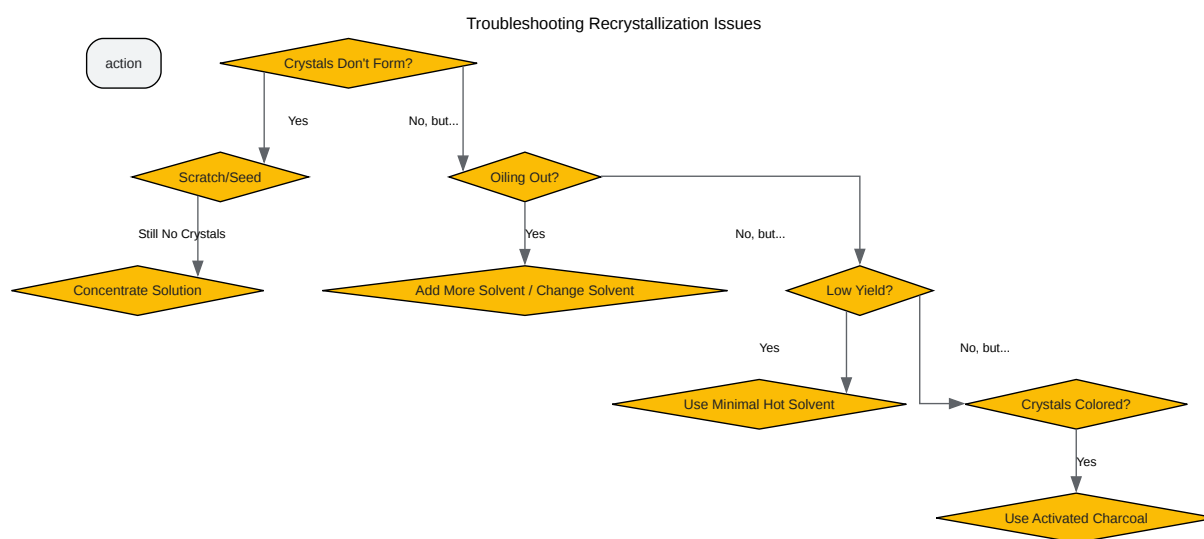 Troubleshooting Recrystallization Issues
action
Crystals Don't Form?
Yes
No, but...
Scratch/Seed
Oiling Out?
Still No Crystals
Yes
No, but...
Concentrate Solution
Add More Solvent / Change Solvent
Low Yield?
Yes
No, but...
Use Minimal Hot Solvent
Crystals Colored?
Yes
Use Activated Charcoal